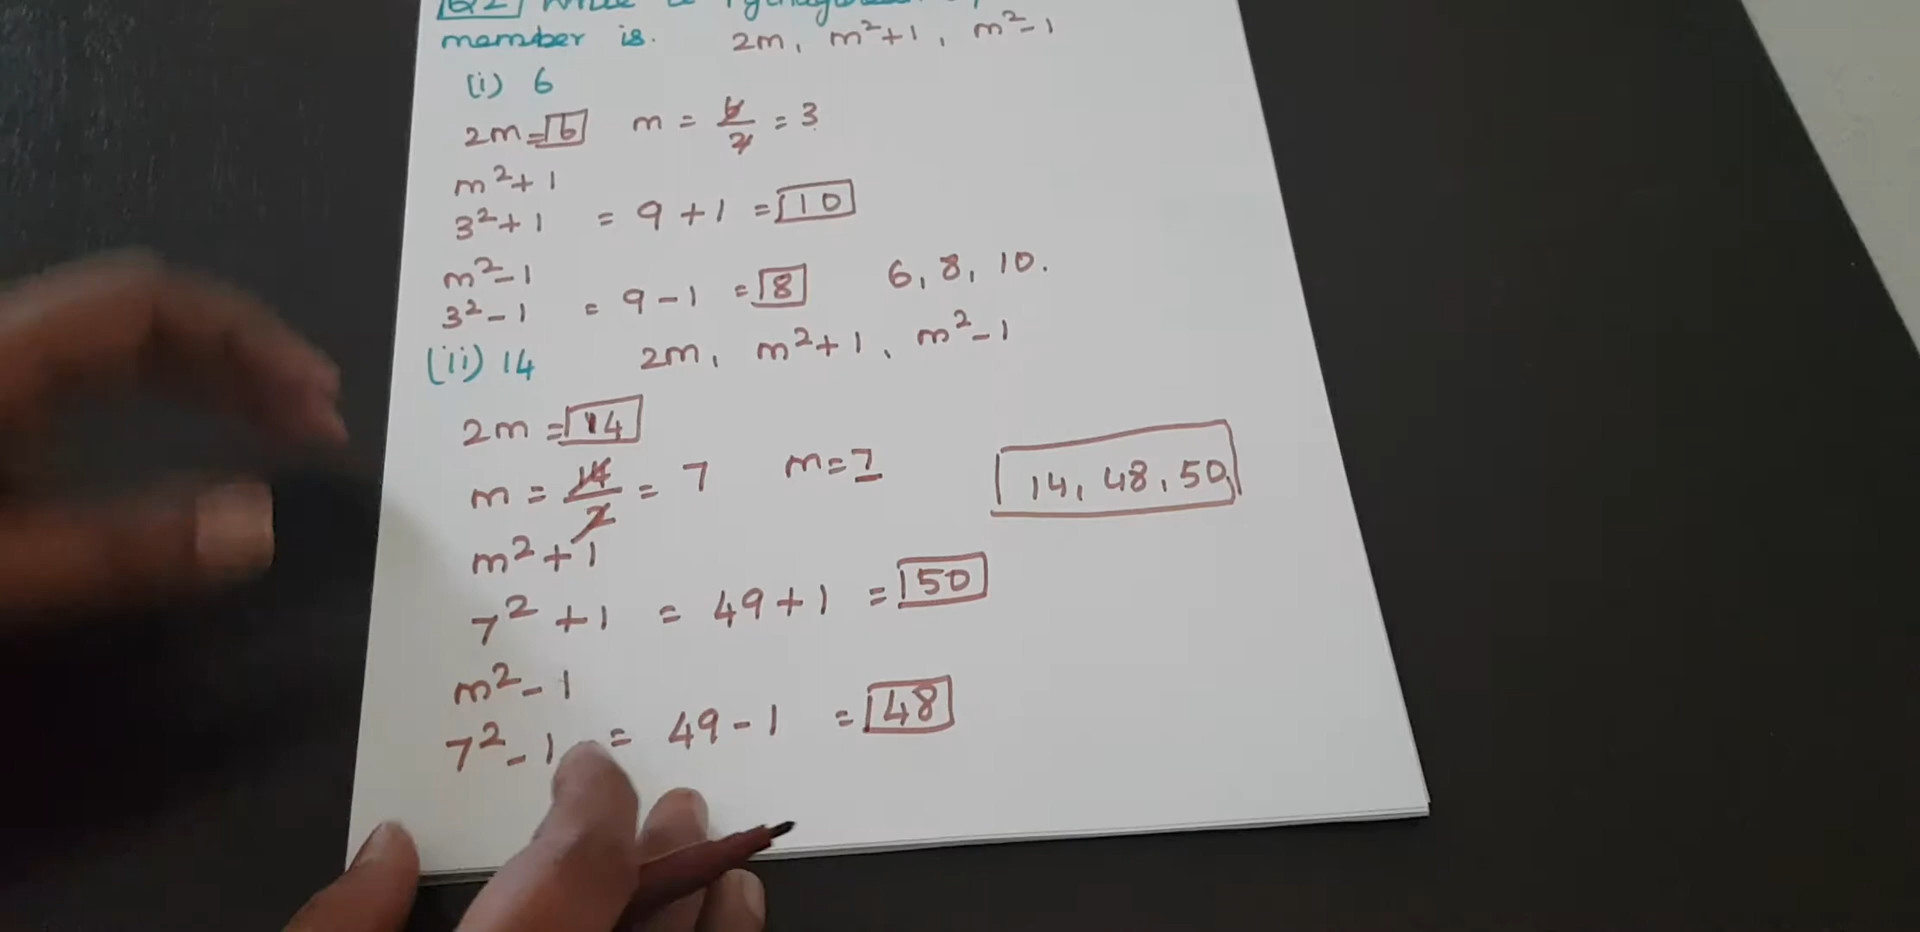 Q2 Write a Pythagorean
member is. 2m, m²+1, m²-1
(i) 6
2m=6 m = 6/2 = 3
m²+1
3²+1 = 9+1 = 10
m²-1
3²-1 = 9-1 = 8 6, 8, 10.
(ii) 14 2m, m²+1, m²-1
2m = 14
m = 14/2 = 7 m=7 14, 48, 50
m²+1
7²+1 = 49+1 = 50
m²-1
7²-1 = 49-1 = 48